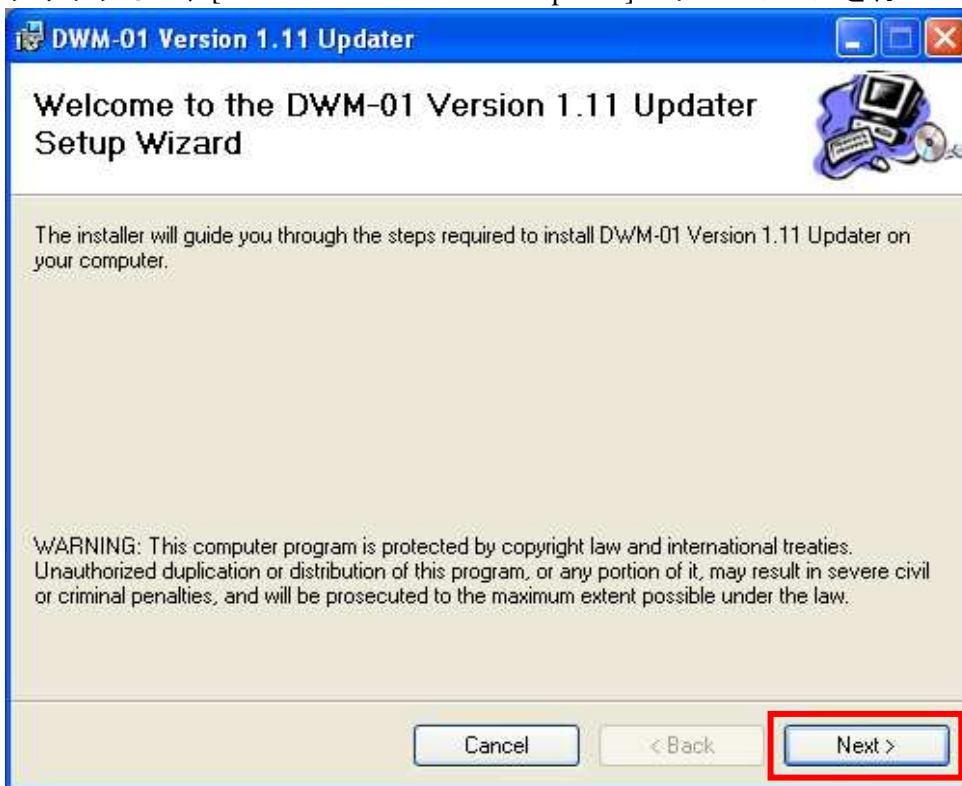 DWM-01 Version 1.11 Updater
Welcome to the DWM-01 Version 1.11 Updater
Setup Wizard
The installer will guide you through the steps required to install DWM-01 Version 1.11 Updater on
your computer.
WARNING: This computer program is protected by copyright law and international treaties.
Unauthorized duplication or distribution of this program, or any portion of it, may result in severe civil
or criminal penalties, and will be prosecuted to the maximum extent possible under the law.
Cancel
< Back
Next >